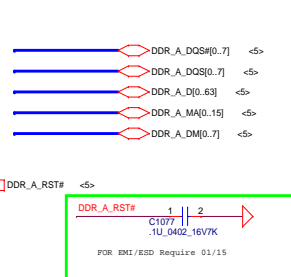 DDR_A_DQS#[0..7] <5>
DDR_A_DQS[0..7] <5>
DDR_A_D[0..63] <5>
DDR_A_MA[0..15] <5>
DDR_A_DM[0..7] <5>
DDR_A_RST# <5>
DDR_A_RST# 1 2
C1077
.1U_0402_16V7K
FOR EMI/ESD Require 01/15